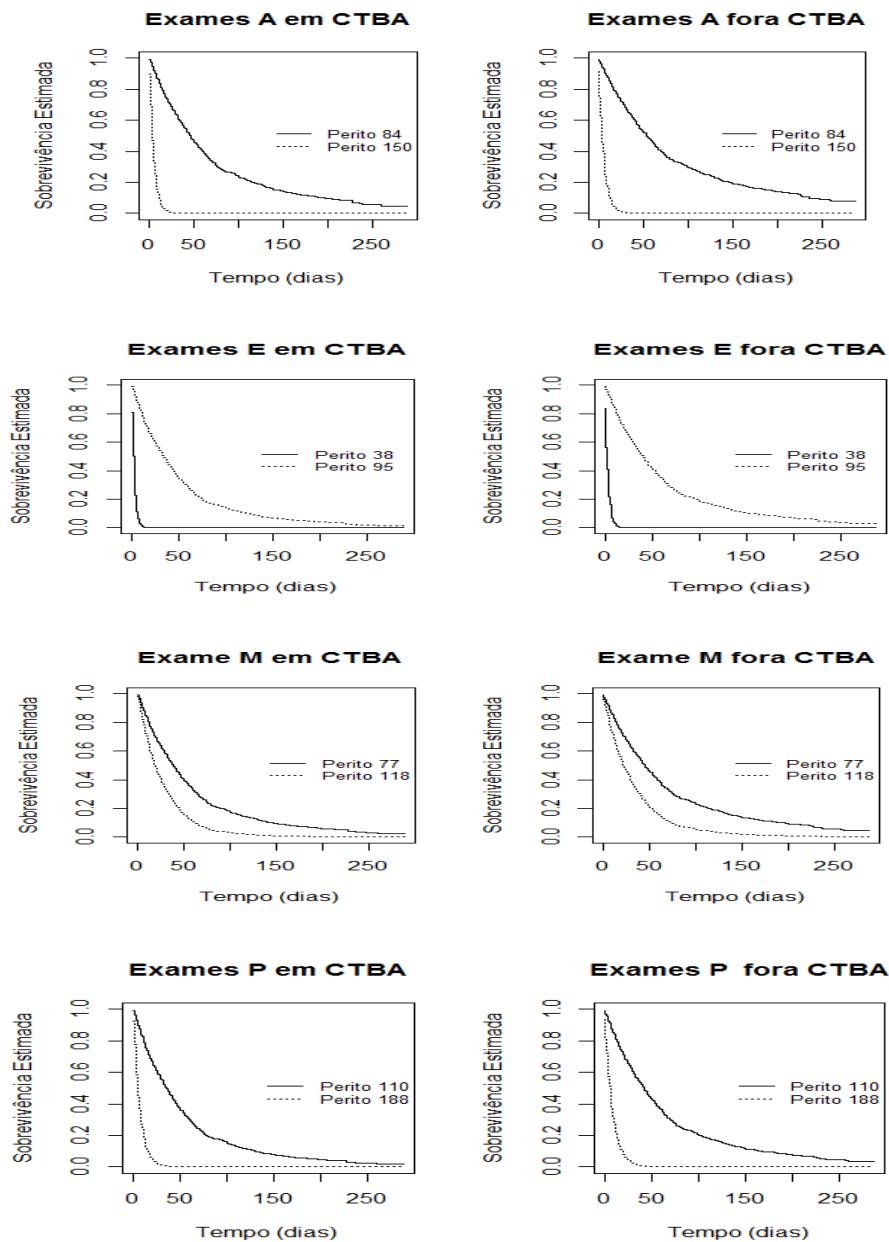 Exames A em CTBA
Sobrevivência Estimada
0.0 0.2 0.4 0.6 0.8 1.0
Perito 84
Perito 150
0 50 150 250
Tempo (dias)
Exames A fora CTBA
Sobrevivência Estimada
0.0 0.2 0.4 0.6 0.8 1.0
Perito 84
Perito 150
0 50 150 250
Tempo (dias)
Exames E em CTBA
Sobrevivência Estimada
0.0 0.2 0.4 0.6 0.8 1.0
Perito 38
Perito 95
0 50 150 250
Tempo (dias)
Exames E fora CTBA
Sobrevivência Estimada
0.0 0.2 0.4 0.6 0.8 1.0
Perito 38
Perito 95
0 50 150 250
Tempo (dias)
Exame M em CTBA
Sobrevivência Estimada
0.0 0.2 0.4 0.6 0.8 1.0
Perito 77
Perito 118
0 50 150 250
Tempo (dias)
Exame M fora CTBA
Sobrevivência Estimada
0.0 0.2 0.4 0.6 0.8 1.0
Perito 77
Perito 118
0 50 150 250
Tempo (dias)
Exames P em CTBA
Sobrevivência Estimada
0.0 0.2 0.4 0.6 0.8 1.0
Perito 110
Perito 188
0 50 150 250
Tempo (dias)
Exames P fora CTBA
Sobrevivência Estimada
0.0 0.2 0.4 0.6 0.8 1.0
Perito 110
Perito 188
0 50 150 250
Tempo (dias)